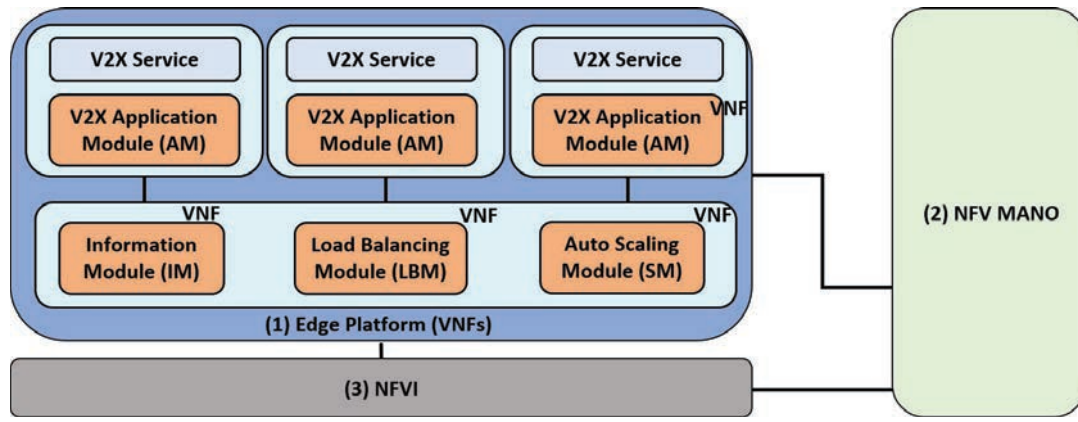 V2X Service
V2X Application
Module (AM)
V2X Service
V2X Application
Module (AM)
V2X Service
VNF
V2X Application
Module (AM)
VNF
Information
Module (IM)
VNF
Load Balancing
Module (LBM)
VNF
Auto Scaling
Module (SM)
(1) Edge Platform (VNFs)
(2) NFV MANO
(3) NFVI